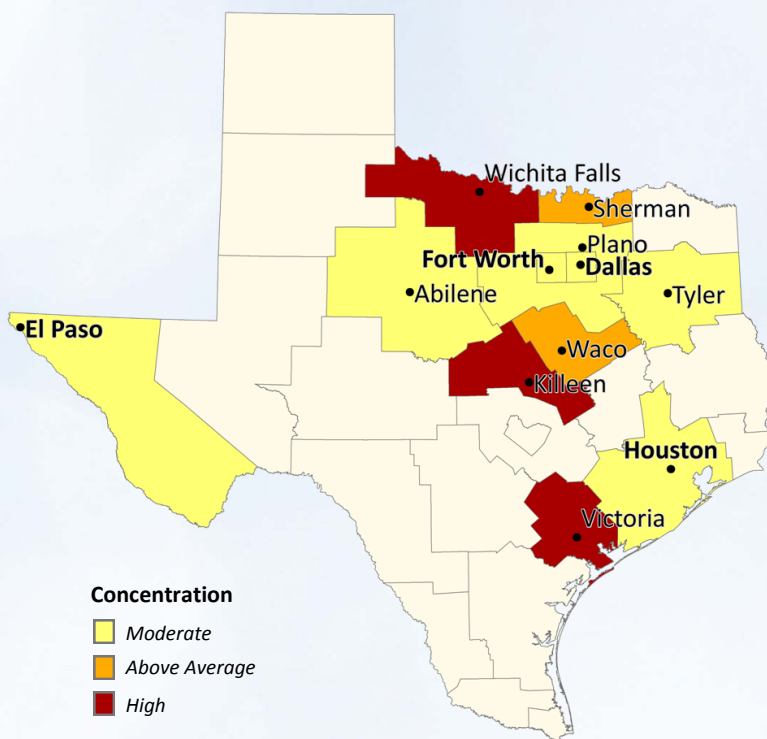 Wichita Falls
Sherman
Plano
Fort Worth
Dallas
Abilene
Tyler
El Paso
Waco
Killeen
Houston
Victoria
Concentration
Moderate
Above Average
High